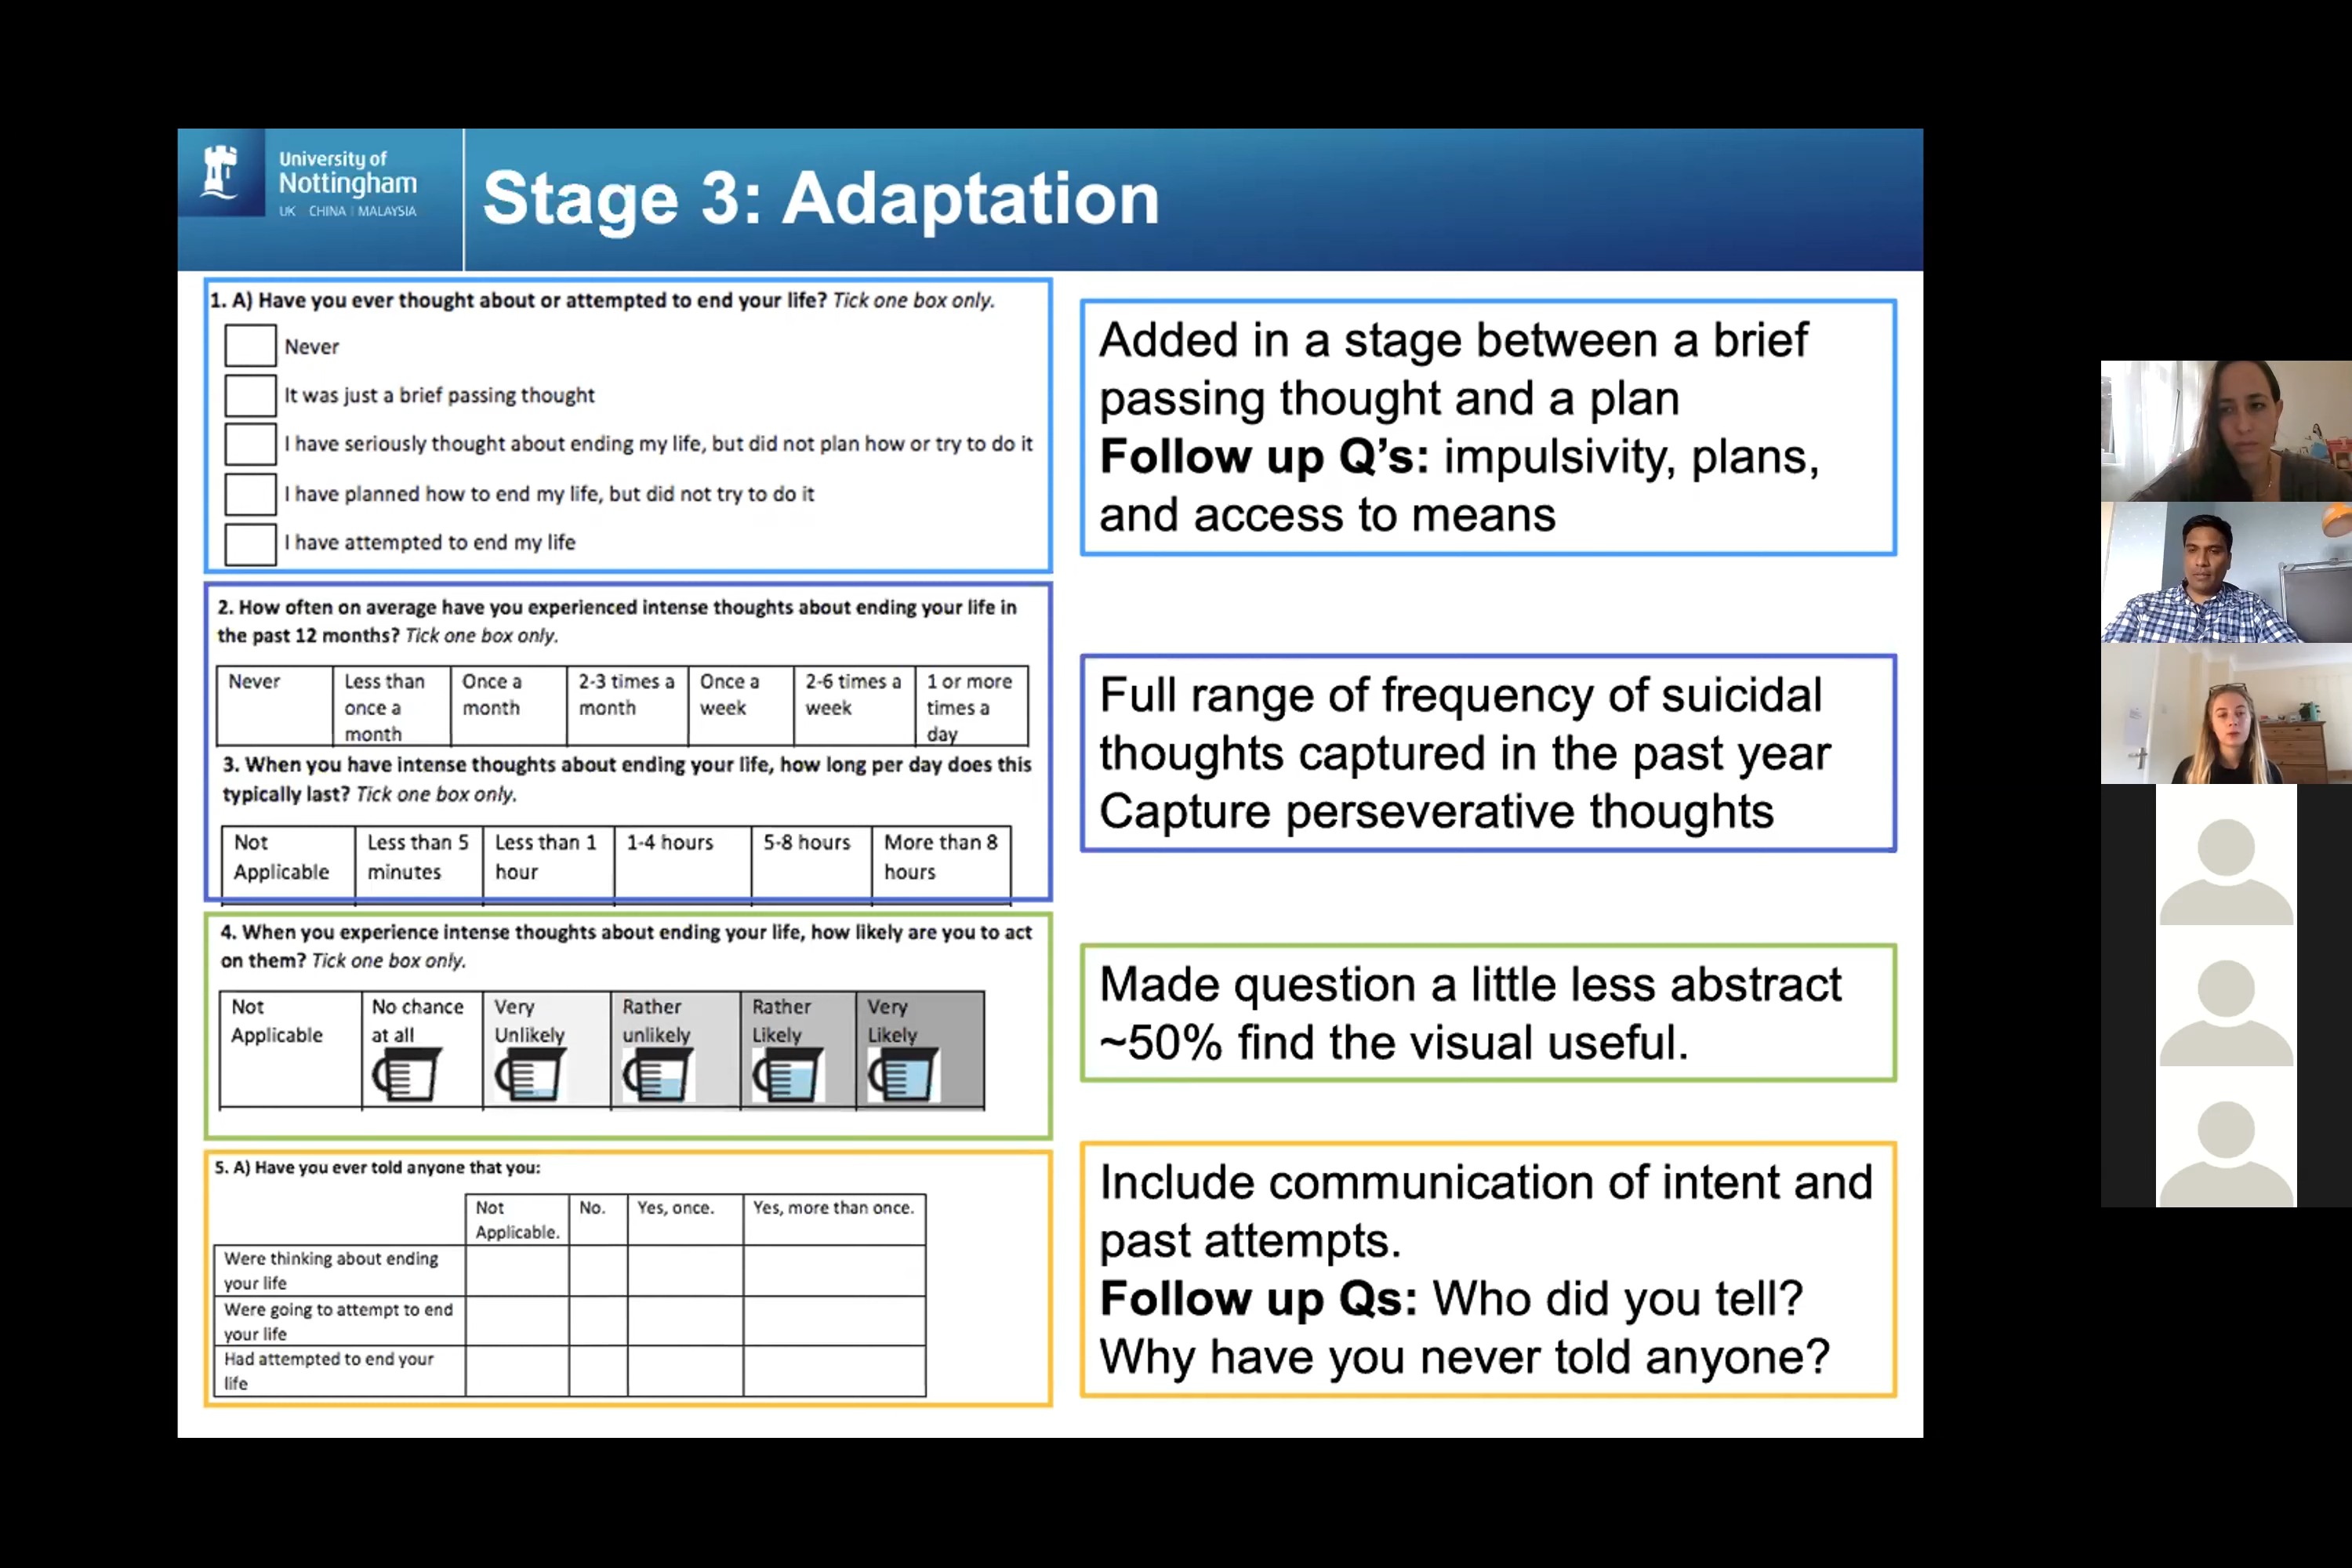 University of
Nottingham
UK CHINA MALAYSIA
Stage 3: Adaptation
1. A) Have you ever thought about or attempted to end your life? Tick one box only.
Never
It was just a brief passing thought
I have seriously thought about ending my life, but did not plan how or try to do it
I have planned how to end my life, but did not try to do it
I have attempted to end my life
Added in a stage between a brief
passing thought and a plan
Follow up Q’s: impulsivity, plans,
and access to means
2. How often on average have you experienced intense thoughts about ending your life in
the past 12 months? Tick one box only.
Never
Less than
once a
month
Once a
month
2-3 times a
month
Once a
week
2-6 times a
week
1 or more
times a
day
3. When you have intense thoughts about ending your life, how long per day does this
typically last? Tick one box only.
Not
Applicable
Less than 5
minutes
Less than 1
hour
1-4 hours
5-8 hours
More than 8
hours
Full range of frequency of suicidal
thoughts captured in the past year
Capture perseverative thoughts
4. When you experience intense thoughts about ending your life, how likely are you to act
on them? Tick one box only.
Not
Applicable
No chance
at all
Very
Unlikely
Rather
unlikely
Rather
Likely
Very
Likely
Made question a little less abstract
~50% find the visual useful.
5. A) Have you ever told anyone that you:
Not
Applicable.
No.
Yes, once.
Yes, more than once.
Were thinking about ending
your life
Were going to attempt to end
your life
Had attempted to end your
life
Include communication of intent and
past attempts.
Follow up Qs: Who did you tell?
Why have you never told anyone?